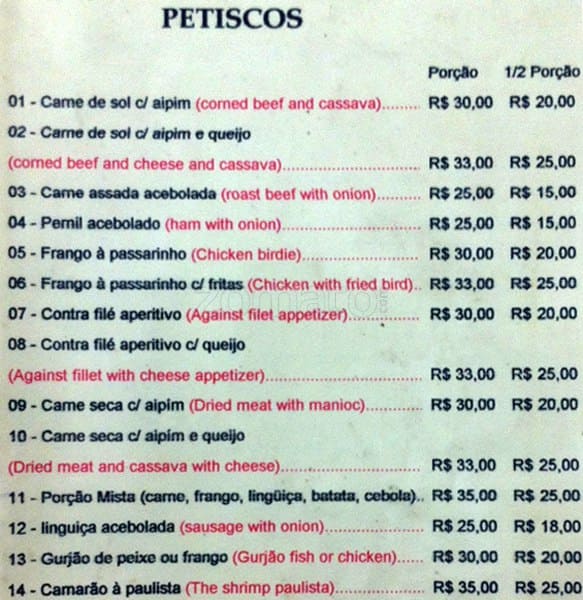 PETISCOS
Porção 1/2 Porção
01 - Carne de sol c/ aipim (corned beef and cassava)......... R$ 30,00 R$ 20,00
02 - Carne de sol c/ aipim e queijo
(corned beef and cheese and cassava)................................. R$ 33,00 R$ 25,00
03 - Carne assada acebolada (roast beef with onion)............ R$ 25,00 R$ 15,00
04 - Pernil acebolado (ham with onion)................................. R$ 25,00 R$ 15,00
05 - Frango à passarinho (Chicken birdie)............................. R$ 30,00 R$ 20,00
06 - Frango à passarinho c/ fritas (Chicken with fried bird).. R$ 33,00 R$ 25,00
07 - Contra filé aperitivo (Against filet appetizer)................... R$ 30,00 R$ 20,00
08 - Contra filé aperitivo c/ queijo
(Against fillet with cheese appetizer)..................................... R$ 33,00 R$ 25,00
09 - Carne seca c/ aipim (Dried meat with manioc)............. R$ 30,00 R$ 20,00
10 - Carne seca c/ aipim e queijo
(Dried meat and cassava with cheese)................................. R$ 33,00 R$ 25,00
11 - Porção Mista (carne, frango, lingüiça, batata, cebola).. R$ 35,00 R$ 25,00
12 - linguiça acebolada (sausage with onion)....................... R$ 25,00 R$ 18,00
13 - Gurjão de peixe ou frango (Gurjão fish or chicken)...... R$ 30,00 R$ 20,00
14 - Camarão à paulista (The shrimp paulista)..................... R$ 35,00 R$ 25,00
zomato.com